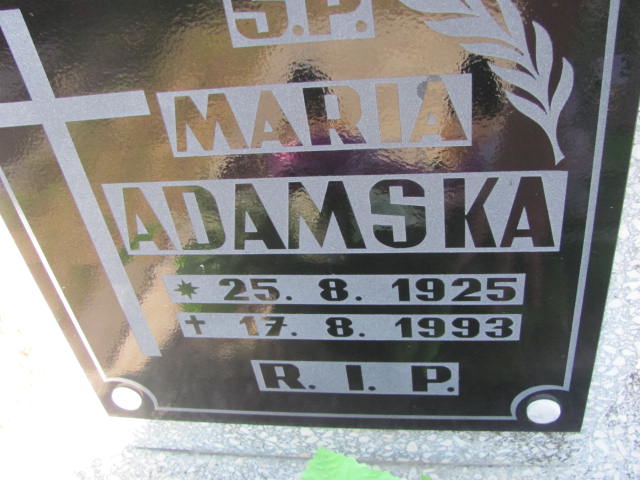 Ś.P.
MARIA
ADAMSKA
* 25. 8. 1925
✝ 17. 8. 1993
R. I. P.